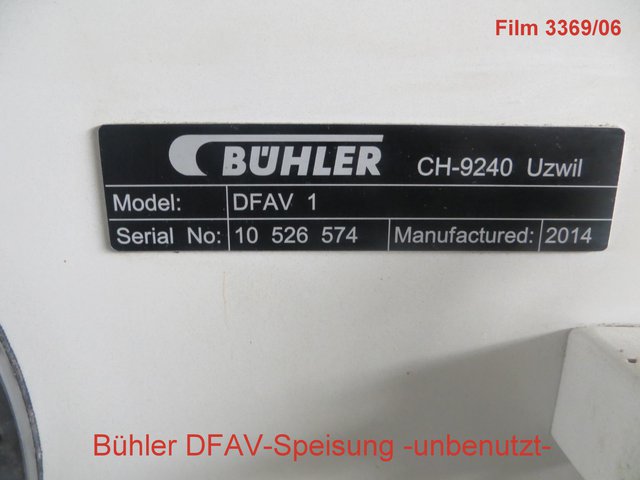 Film 3369/06
BÜHLER CH-9240 Uzwil
Model: DFAV 1
Serial No: 10 526 574 Manufactured: 2014
Bühler DFAV-Speisung -unbenutzt-